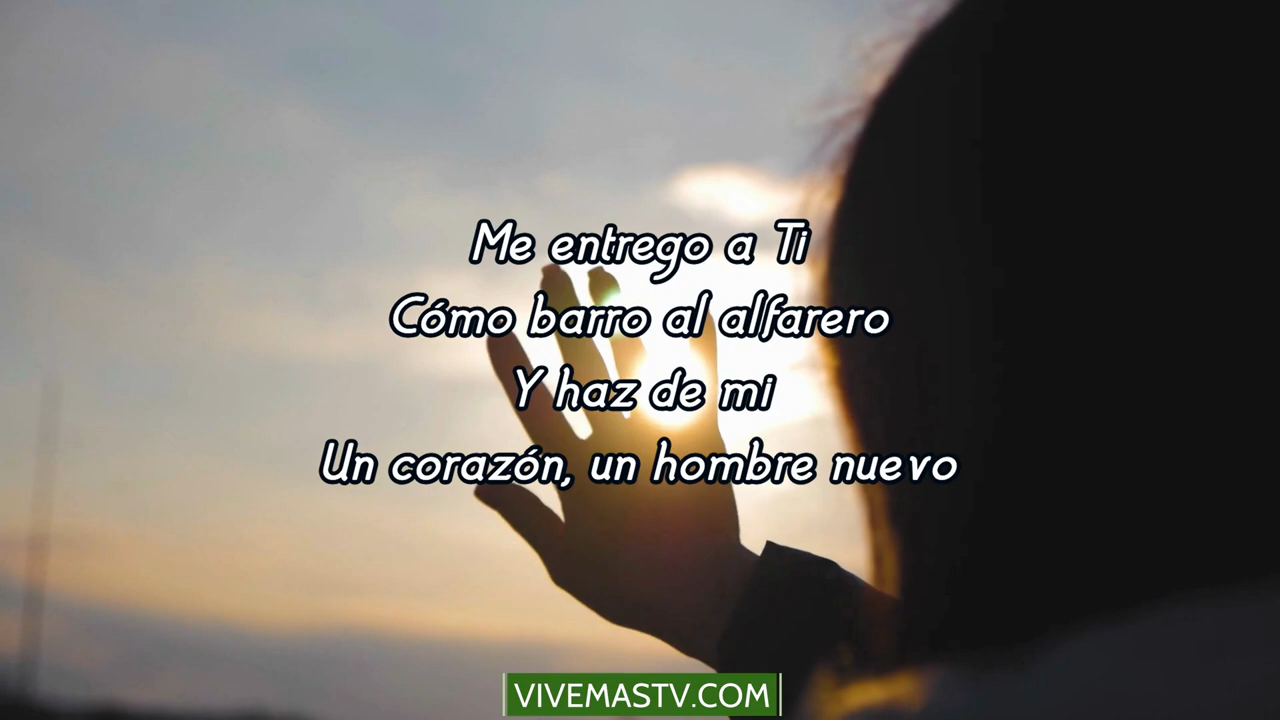 Me entrego a Ti
Cómo barro al alfarero
Y haz de mi
Un corazón, un hombre nuevo
VIVEMASTV.COM